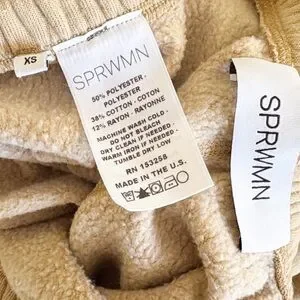 XS
SPRWMN
50% POLYESTER -
POLYESTER
38% COTTON - COTON
12% RAYON - RAYONNE
MACHINE WASH COLD -
DO NOT BLEACH -
DRY CLEAN IF NEEDED -
WARM IRON IF NEEDED -
TUMBLE DRY LOW
RN 153258
MADE IN THE U.S.
SPRWMN